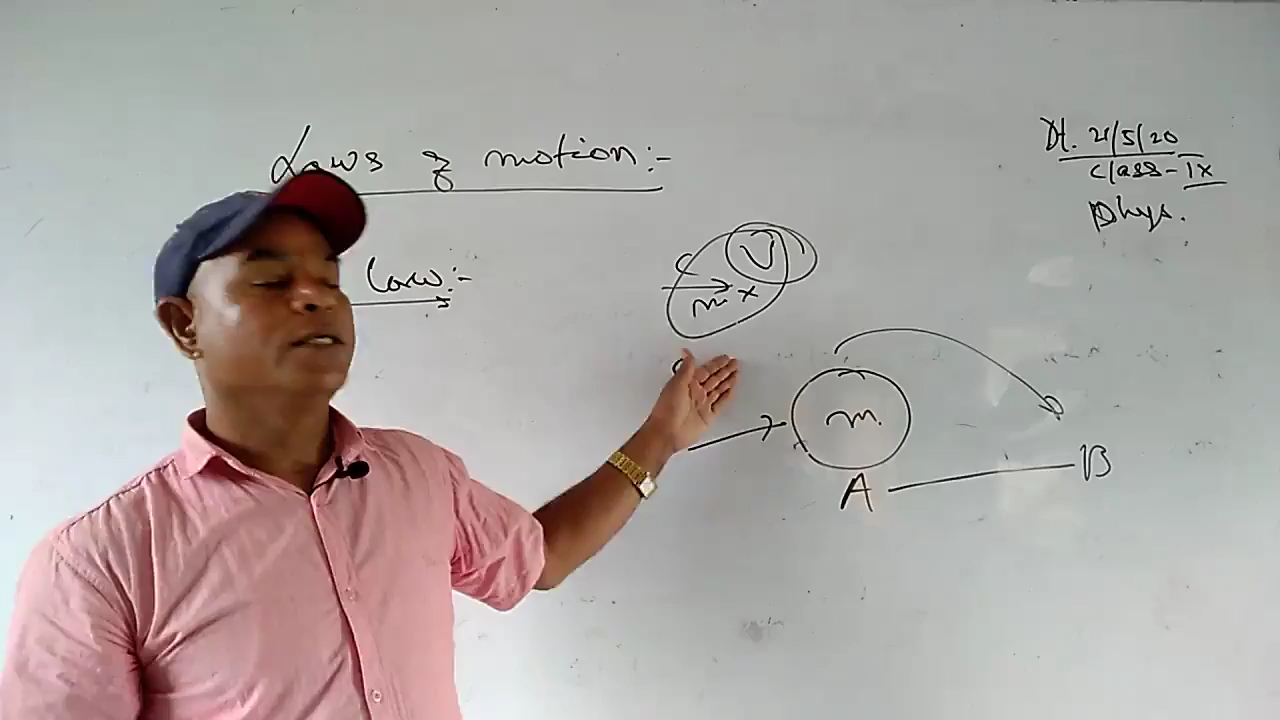 Laws of motion:-
Dt. 21/5/20
Class - IX
Phys.
Law:-
V
m x
m.
A
B